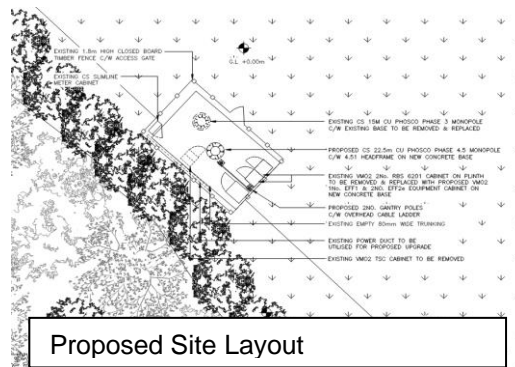 EXISTING 1.8m HIGH CLOSED BOARD
TIMBER FENCE C/W ACCESS GATE
EXISTING CS SLIMLINE
METER CABINET
G.L. +0.00m
EXISTING CS 15M CU PHOSCO PHASE 3 MONOPOLE
C/W EXISTING BASE TO BE REMOVED & REPLACED
PROPOSED CS 22.5m CU PHOSCO PHASE 4.5 MONOPOLE
C/W 4.51 HEADFRAME ON NEW CONCRETE BASE
EXISTING VMO2 2No. RBS 6201 CABINET ON PLINTH
TO BE REMOVED & REPLACED WITH PROPOSED VMO2
1No. EFF1 & 2NO. EFF2a EQUIPMENT CABINET ON
NEW CONCRETE BASE
PROPOSED 2NO. GANTRY POLES
C/W OVERHEAD CABLE LADDER
EXISTING EMPTY 80mm WIDE TRUNKING
EXISTING POWER DUCT TO BE
UTILISED FOR PROPOSED UPGRADE
EXISTING VMO2 TSC CABINET TO BE REMOVED
Proposed Site Layout